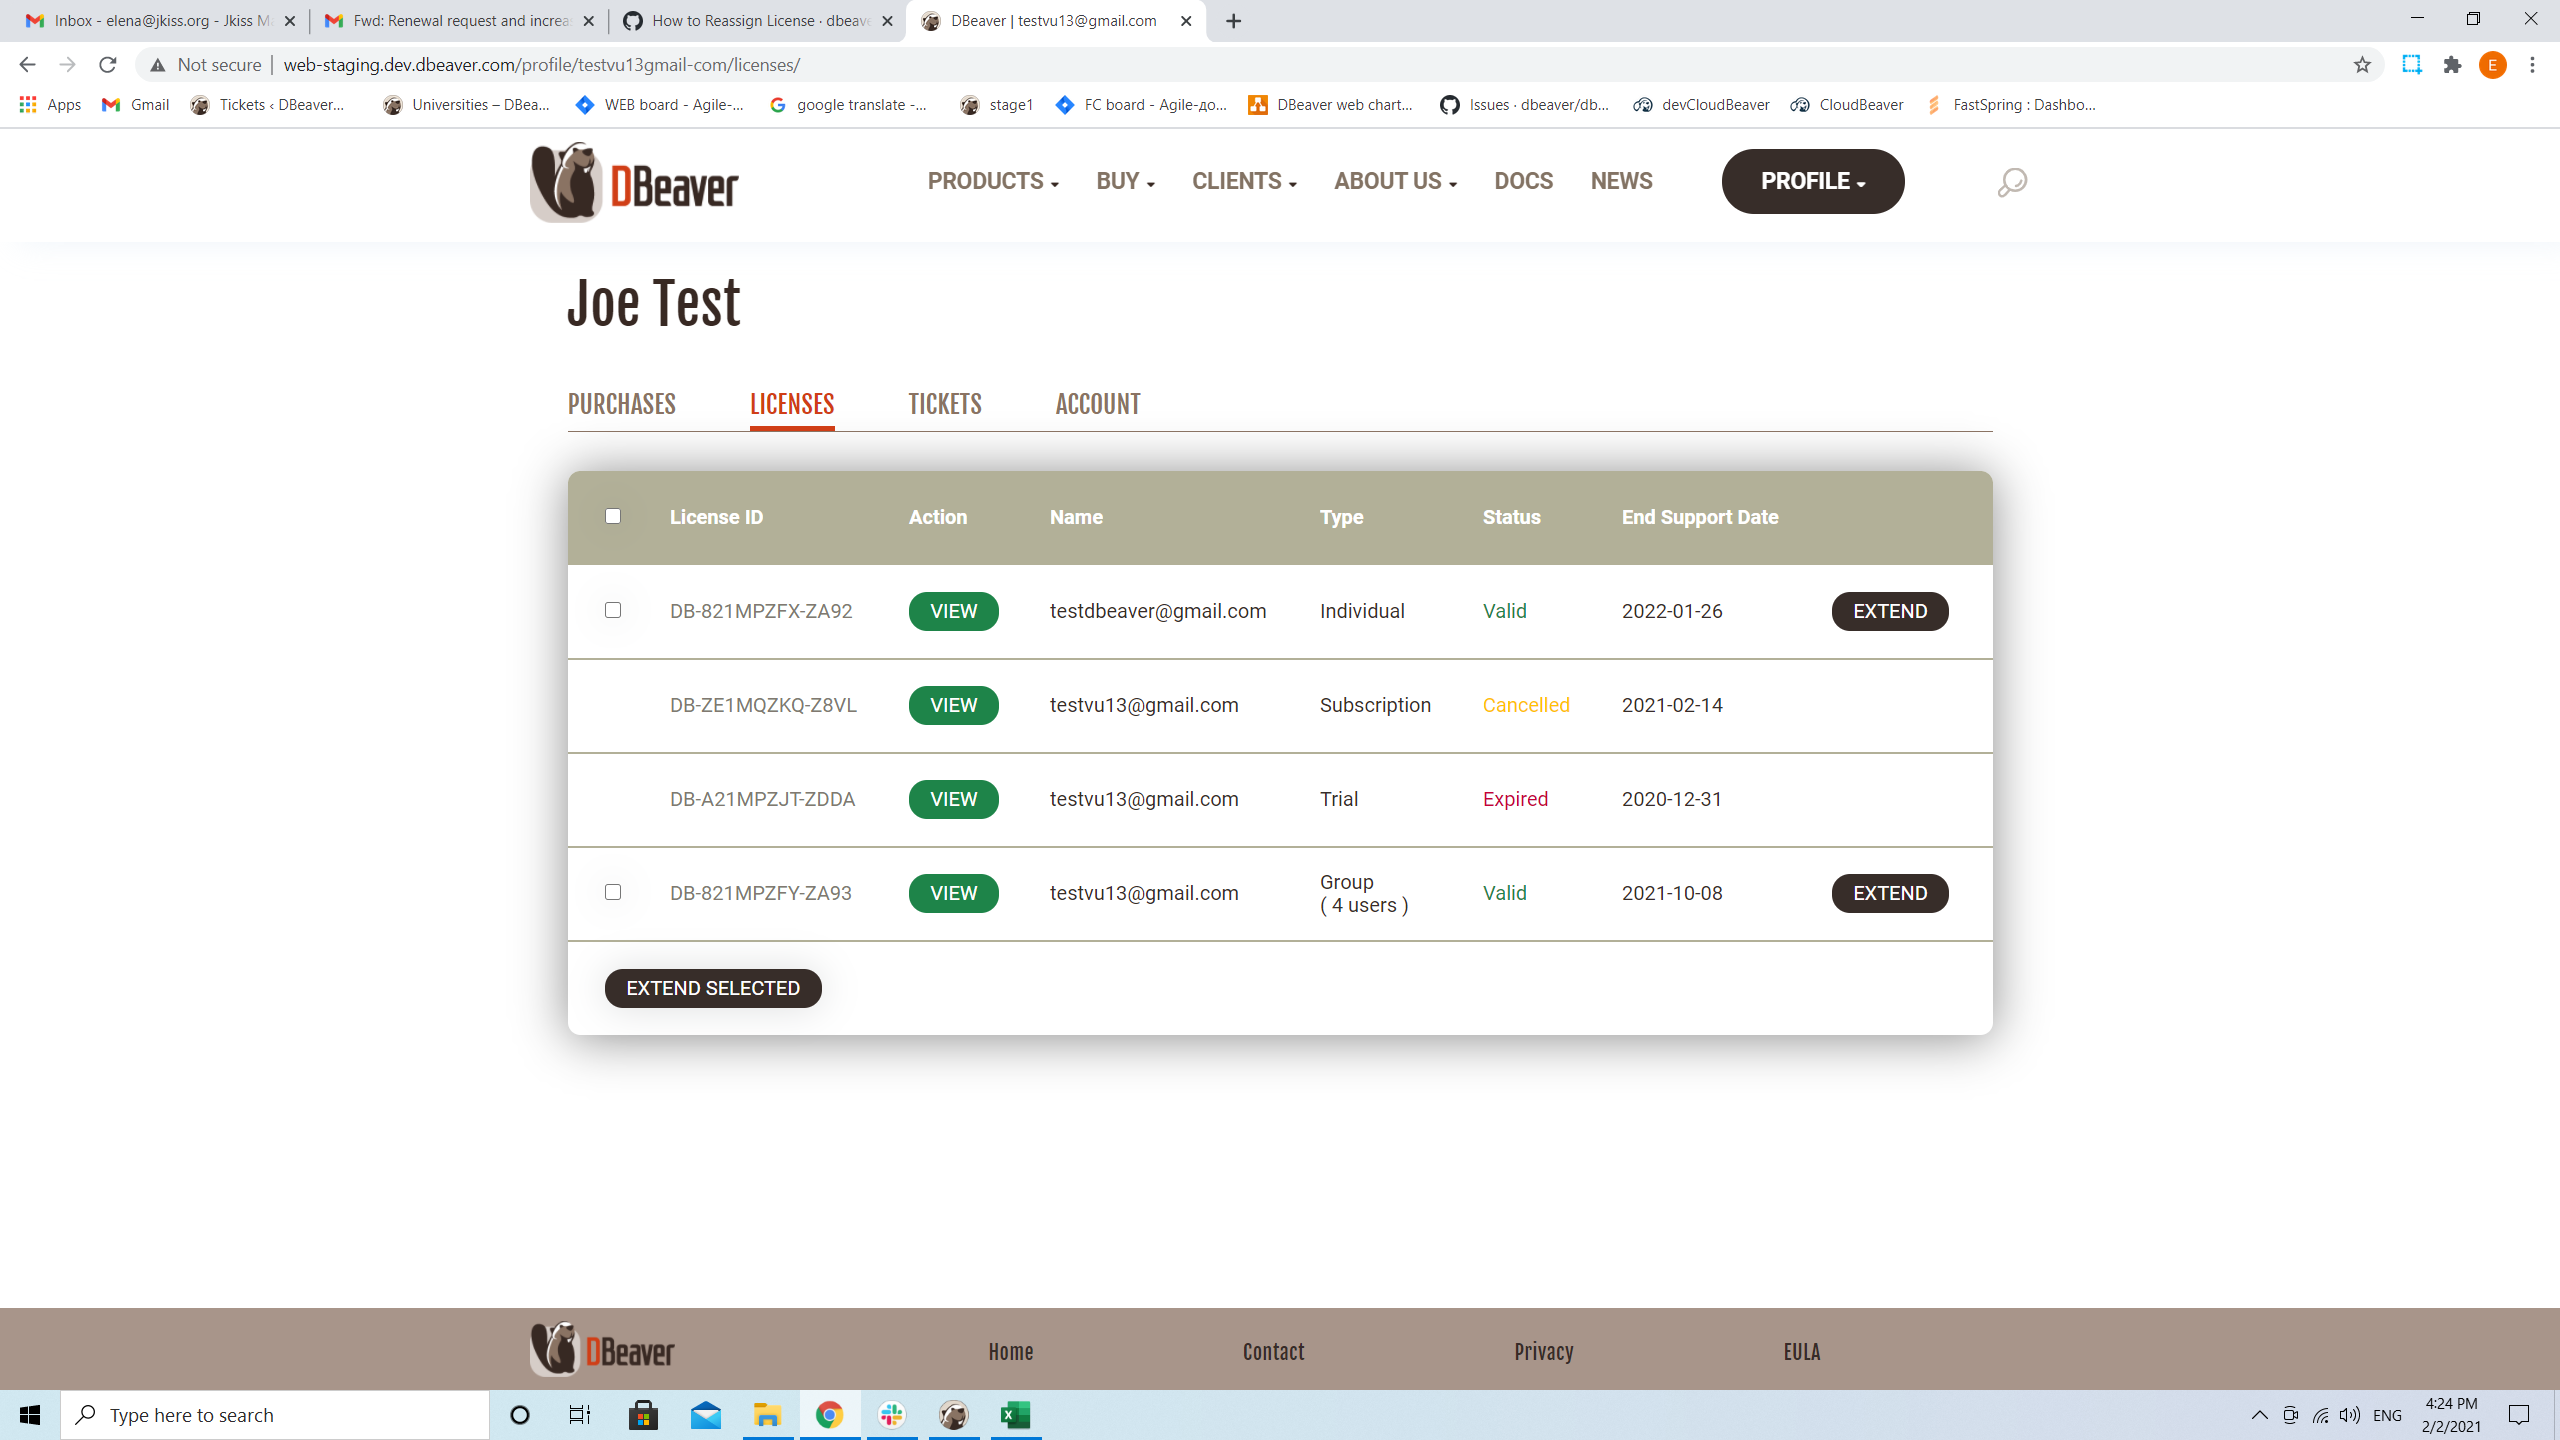 Inbox - elena@jkiss.org - Jkiss M
Fwd: Renewal request and increa
How to Reassign License · dbeave
DBeaver | testvu13@gmail.com
Not secure | web-staging.dev.dbeaver.com/profile/testvu13gmail-com/licenses/
E
Apps
Gmail
Tickets ‹ DBeaver...
Universities – DBea...
WEB board - Agile-...
google translate -...
stage1
FC board - Agile-до...
DBeaver web chart...
Issues · dbeaver/db...
devCloudBeaver
CloudBeaver
FastSpring : Dashbo...
DBeaver
PRODUCTS
BUY
CLIENTS
ABOUT US
DOCS
NEWS
PROFILE
Joe Test
PURCHASES
LICENSES
TICKETS
ACCOUNT
License ID Action Name Type Status End Support Date
DB-821MPZFX-ZA92 VIEW testdbeaver@gmail.com Individual Valid 2022-01-26 EXTEND
DB-ZE1MQZKQ-Z8VL VIEW testvu13@gmail.com Subscription Cancelled 2021-02-14
DB-A21MPZJT-ZDDA VIEW testvu13@gmail.com Trial Expired 2020-12-31
DB-821MPZFY-ZA93 VIEW testvu13@gmail.com Group ( 4 users ) Valid 2021-10-08 EXTEND
EXTEND SELECTED
DBeaver
Home
Contact
Privacy
EULA
Type here to search
ENG
4:24 PM
2/2/2021